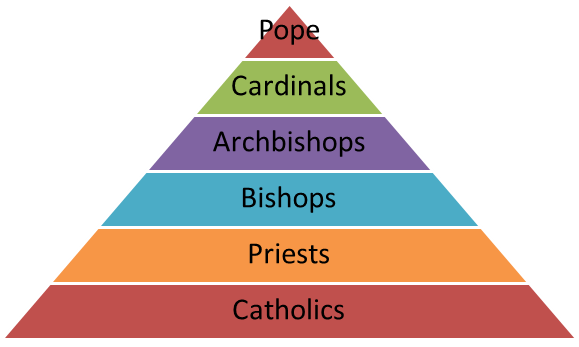 Pope
Cardinals
Archbishops
Bishops
Priests
Catholics